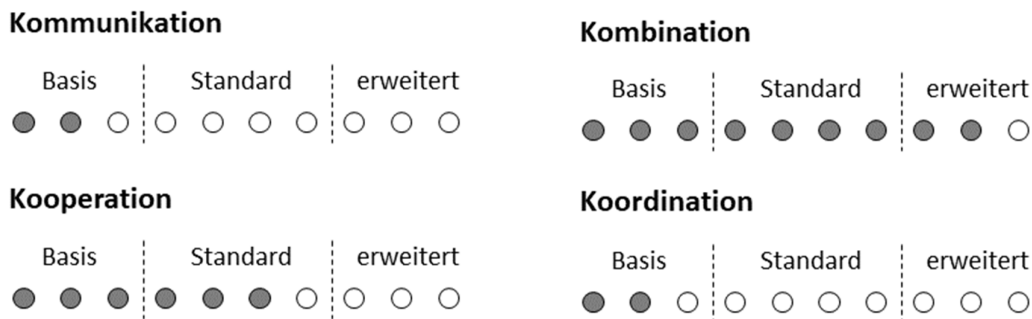 Kommunikation
Basis Standard erweitert
Kombination
Basis Standard erweitert
Kooperation
Basis Standard erweitert
Koordination
Basis Standard erweitert